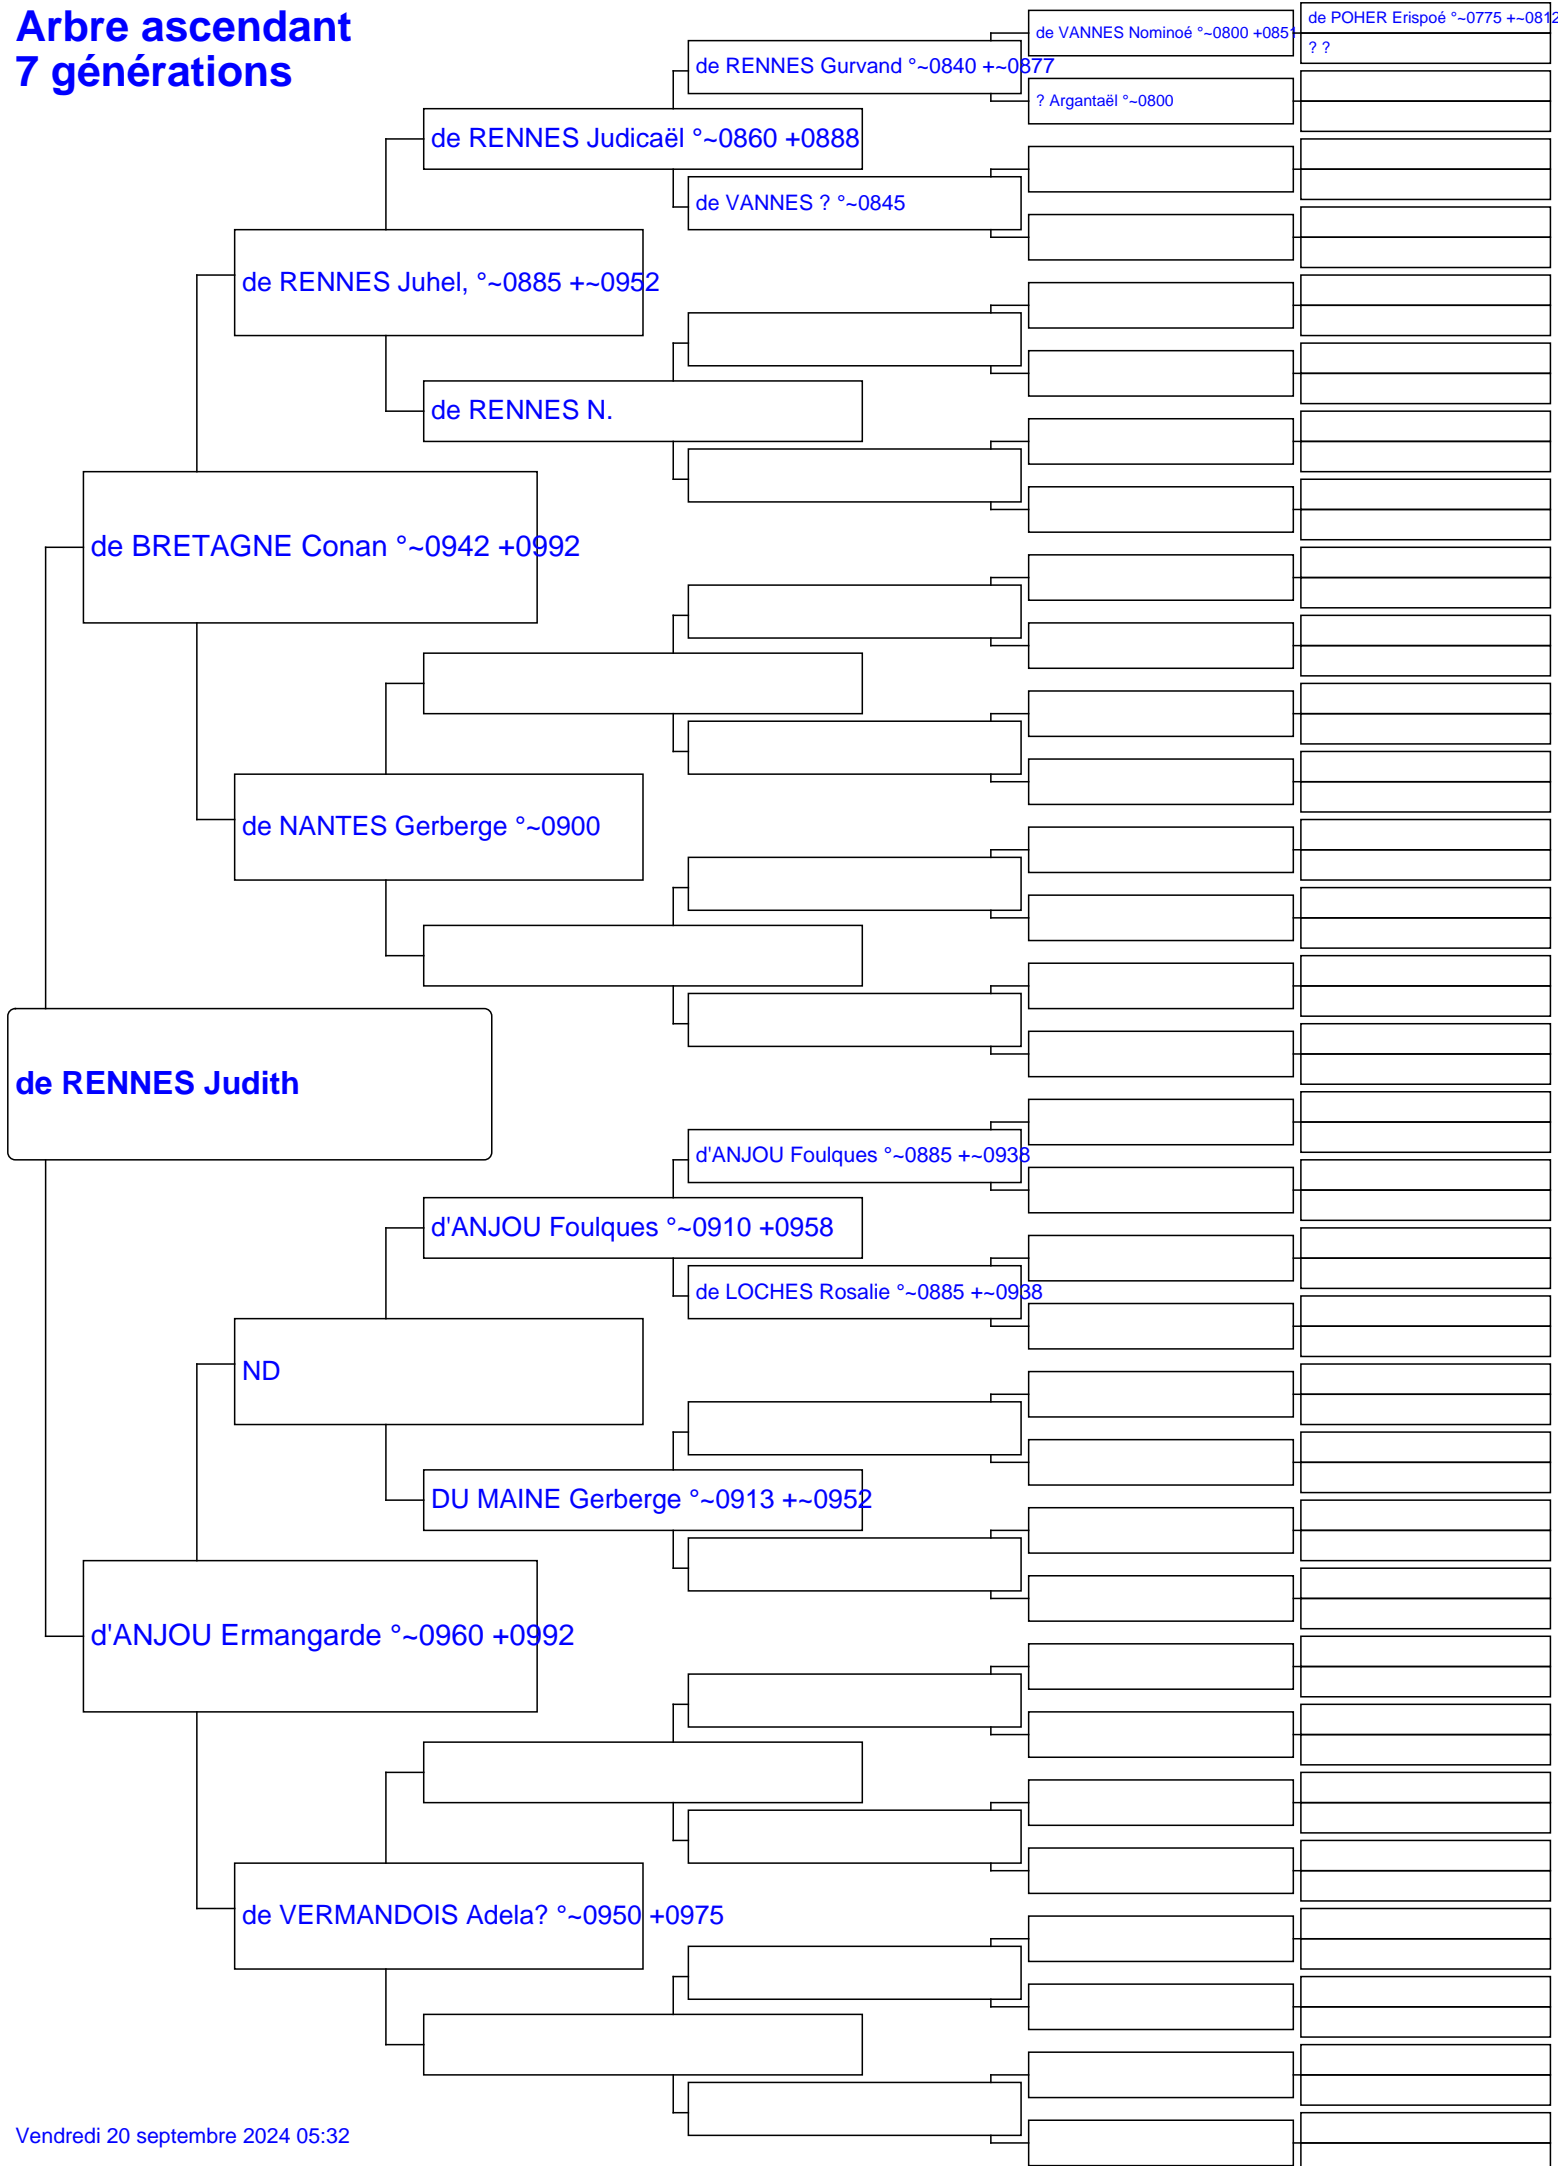 Arbre ascendant
7 générations
de POHER Erispoé °~0775 +~0812
de VANNES Nominoé °~0800 +0851
? ?
de RENNES Gurvand °~0840 +~0877
? Argantaël °~0800
de RENNES Judicaël °~0860 +0888
de VANNES ? °~0845
de RENNES Juhel, °~0885 +~0952
de RENNES N.
de BRETAGNE Conan °~0942 +0992
de NANTES Gerberge °~0900
de RENNES Judith
d'ANJOU Foulques °~0885 +~0938
d'ANJOU Foulques °~0910 +0958
de LOCHES Rosalie °~0885 +~0938
ND
DU MAINE Gerberge °~0913 +~0952
d'ANJOU Ermangarde °~0960 +0992
de VERMANDOIS Adela? °~0950 +0975
Vendredi 20 septembre 2024 05:32